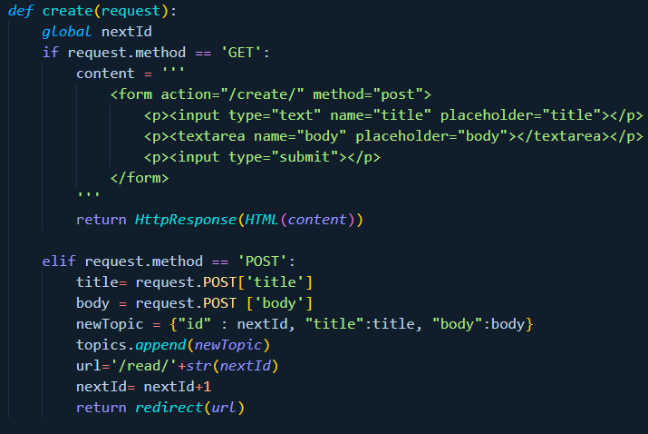 def create(request):
    global nextId
    if request.method == 'GET':
        content = '''
            <form action="/create/" method="post">
                <p><input type="text" name="title" placeholder="title"></p>
                <p><textarea name="body" placeholder="body"></textarea></p>
                <p><input type="submit"></p>
            </form>
        '''
        return HttpResponse(HTML(content))

    elif request.method == 'POST':
        title= request.POST['title']
        body = request.POST ['body']
        newTopic = {"id" : nextId, "title":title, "body":body}
        topics.append(newTopic)
        url='/read/'+str(nextId)
        nextId= nextId+1
        return redirect(url)